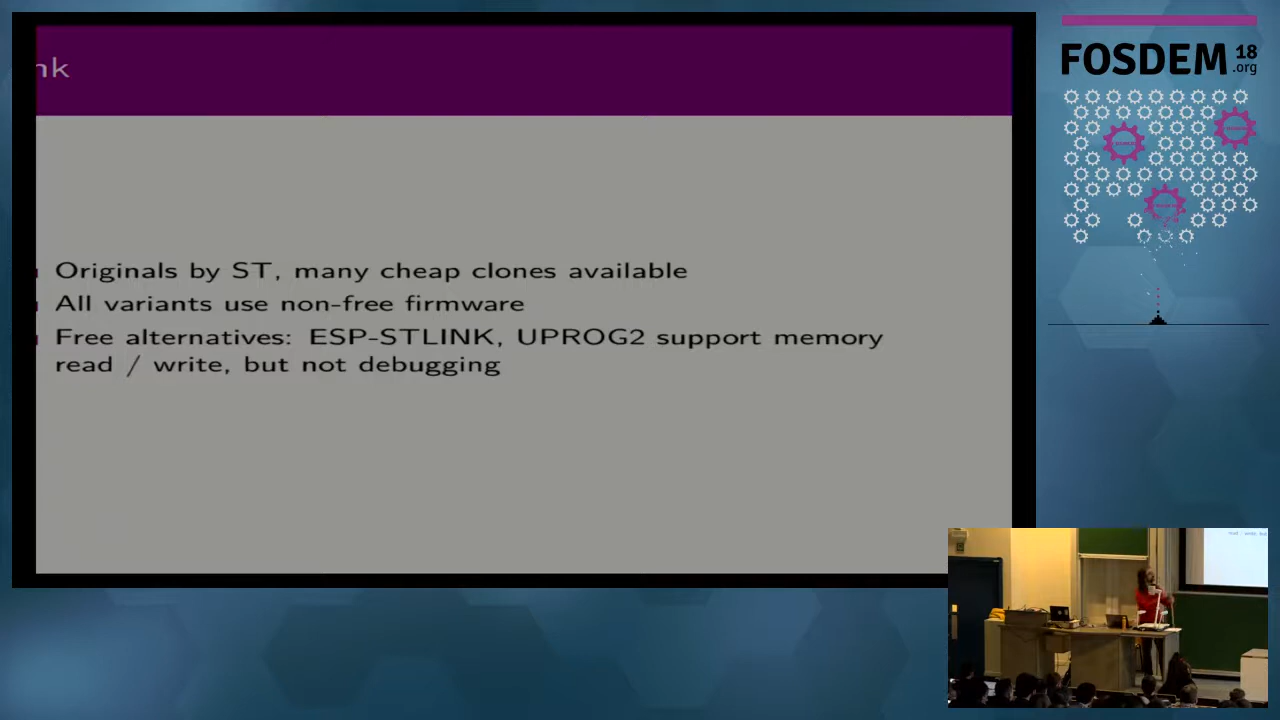 nk
Originals by ST, many cheap clones available
All variants use non-free firmware
Free alternatives: ESP-STLINK, UPROG2 support memory
read / write, but not debugging
FOSDEM 18
.org